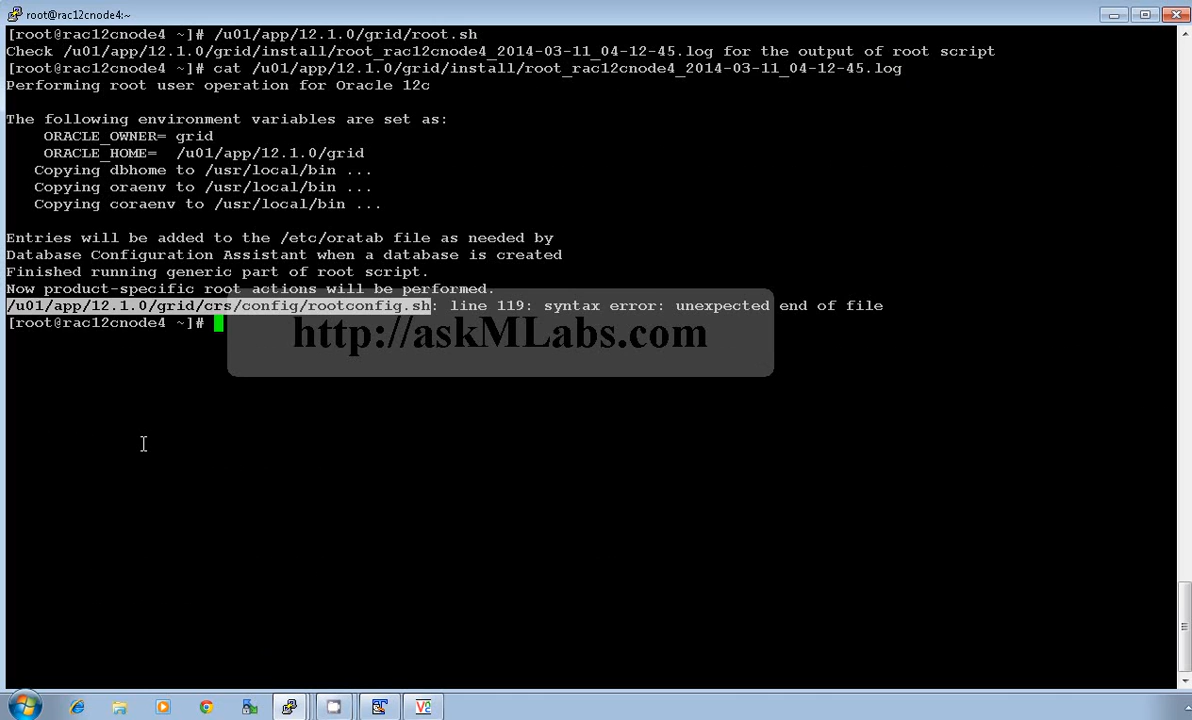 root@rac12cnode4:~
[root@rac12cnode4 ~]# /u01/app/12.1.0/grid/root.sh
Check /u01/app/12.1.0/grid/install/root_rac12cnode4_2014-03-11_04-12-45.log for the output of root script
[root@rac12cnode4 ~]# cat /u01/app/12.1.0/grid/install/root_rac12cnode4_2014-03-11_04-12-45.log
Performing root user operation for Oracle 12c
The following environment variables are set as:
ORACLE_OWNER= grid
ORACLE_HOME=  /u01/app/12.1.0/grid
Copying dbhome to /usr/local/bin ...
Copying oraenv to /usr/local/bin ...
Copying coraenv to /usr/local/bin ...
Entries will be added to the /etc/oratab file as needed by
Database Configuration Assistant when a database is created
Finished running generic part of root script.
Now product-specific root actions will be performed.
/u01/app/12.1.0/grid/crs/config/rootconfig.sh: line 119: syntax error: unexpected end of file
[root@rac12cnode4 ~]#
http://askMLabs.com